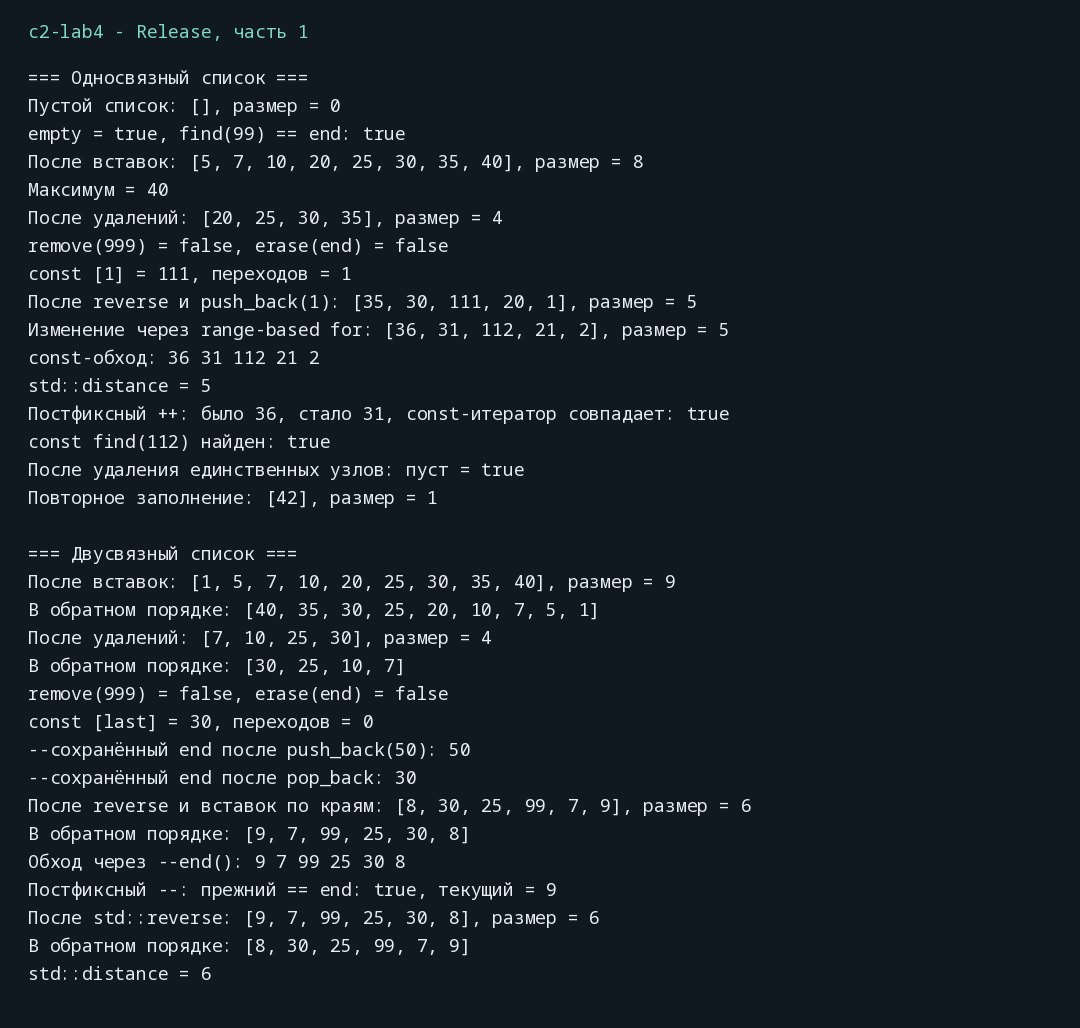 c2-lab4 - Release, часть 1
=== Односвязный список ===
Пустой список: [], размер = 0
empty = true, find(99) == end: true
После вставок: [5, 7, 10, 20, 25, 30, 35, 40], размер = 8
Максимум = 40
После удалений: [20, 25, 30, 35], размер = 4
remove(999) = false, erase(end) = false
const [1] = 111, переходов = 1
После reverse и push_back(1): [35, 30, 111, 20, 1], размер = 5
Изменение через range-based for: [36, 31, 112, 21, 2], размер = 5
const-обход: 36 31 112 21 2
std::distance = 5
Постфиксный ++: было 36, стало 31, const-итератор совпадает: true
const find(112) найден: true
После удаления единственных узлов: пуст = true
Повторное заполнение: [42], размер = 1
=== Двусвязный список ===
После вставок: [1, 5, 7, 10, 20, 25, 30, 35, 40], размер = 9
В обратном порядке: [40, 35, 30, 25, 20, 10, 7, 5, 1]
После удалений: [7, 10, 25, 30], размер = 4
В обратном порядке: [30, 25, 10, 7]
remove(999) = false, erase(end) = false
const [last] = 30, переходов = 0
--сохранённый end после push_back(50): 50
--сохранённый end после pop_back: 30
После reverse и вставок по краям: [8, 30, 25, 99, 7, 9], размер = 6
В обратном порядке: [9, 7, 99, 25, 30, 8]
Обход через --end(): 9 7 99 25 30 8
Постфиксный --: прежний == end: true, текущий = 9
После std::reverse: [9, 7, 99, 25, 30, 8], размер = 6
В обратном порядке: [8, 30, 25, 99, 7, 9]
std::distance = 6